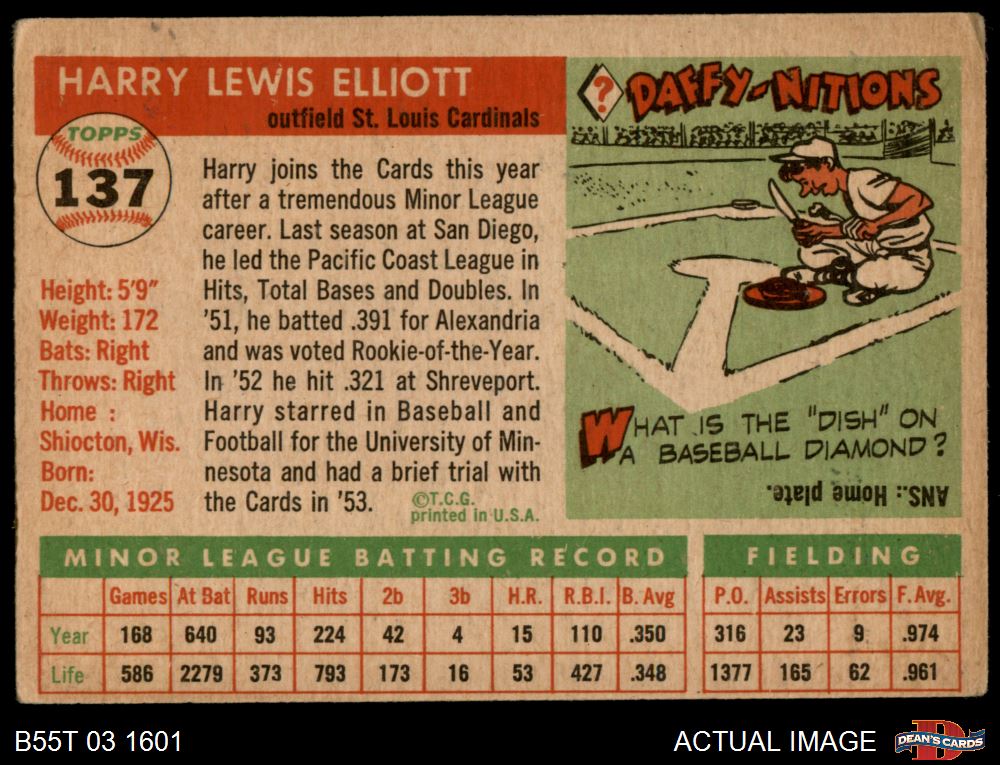 HARRY LEWIS ELLIOTT
outfield St. Louis Cardinals
TOPPS
137
Height: 5'9"
Weight: 172
Bats: Right
Throws: Right
Home :
Shiocton, Wis.
Born:
Dec. 30, 1925
Harry joins the Cards this year
after a tremendous Minor League
career. Last season at San Diego,
he led the Pacific Coast League in
Hits, Total Bases and Doubles. In
'51, he batted .391 for Alexandria
and was voted Rookie-of-the-Year.
In '52 he hit .321 at Shreveport.
Harry starred in Baseball and
Football for the University of Min-
nesota and had a brief trial with
the Cards in '53.
©T.C.G.
printed in U.S.A.
?
DAFFY-NITIONS
WHAT IS THE "DISH" ON
A BASEBALL DIAMOND?
ANS.: Home plate.
MINOR LEAGUE BATTING RECORD
Games At Bat Runs Hits 2b 3b H.R. R.B.I. B. Avg
Year 168 640 93 224 42 4 15 110 .350
Life 586 2279 373 793 173 16 53 427 .348
FIELDING
P.O. Assists Errors F. Avg.
316 23 9 .974
1377 165 62 .961
B55T 03 1601
ACTUAL IMAGE
D
DEAN'S CARDS